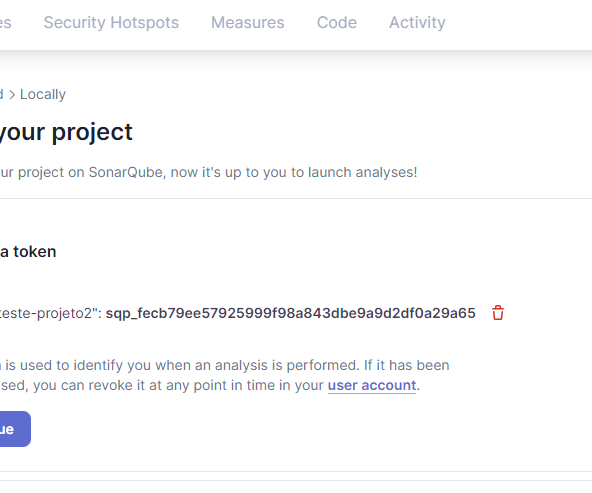 es Security Hotspots Measures Code Activity
d > Locally
your project
ur project on SonarQube, now it's up to you to launch analyses!
a token
teste-projeto2": sqp_fecb79ee57925999f98a843dbe9a9d2df0a29a65
n is used to identify you when an analysis is performed. If it has been
sed, you can revoke it at any point in time in your user account.
ue